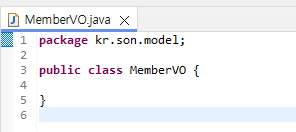 MemberVO.java
1 package kr.son.model;
2
3 public class MemberVO {
4
5 }
6